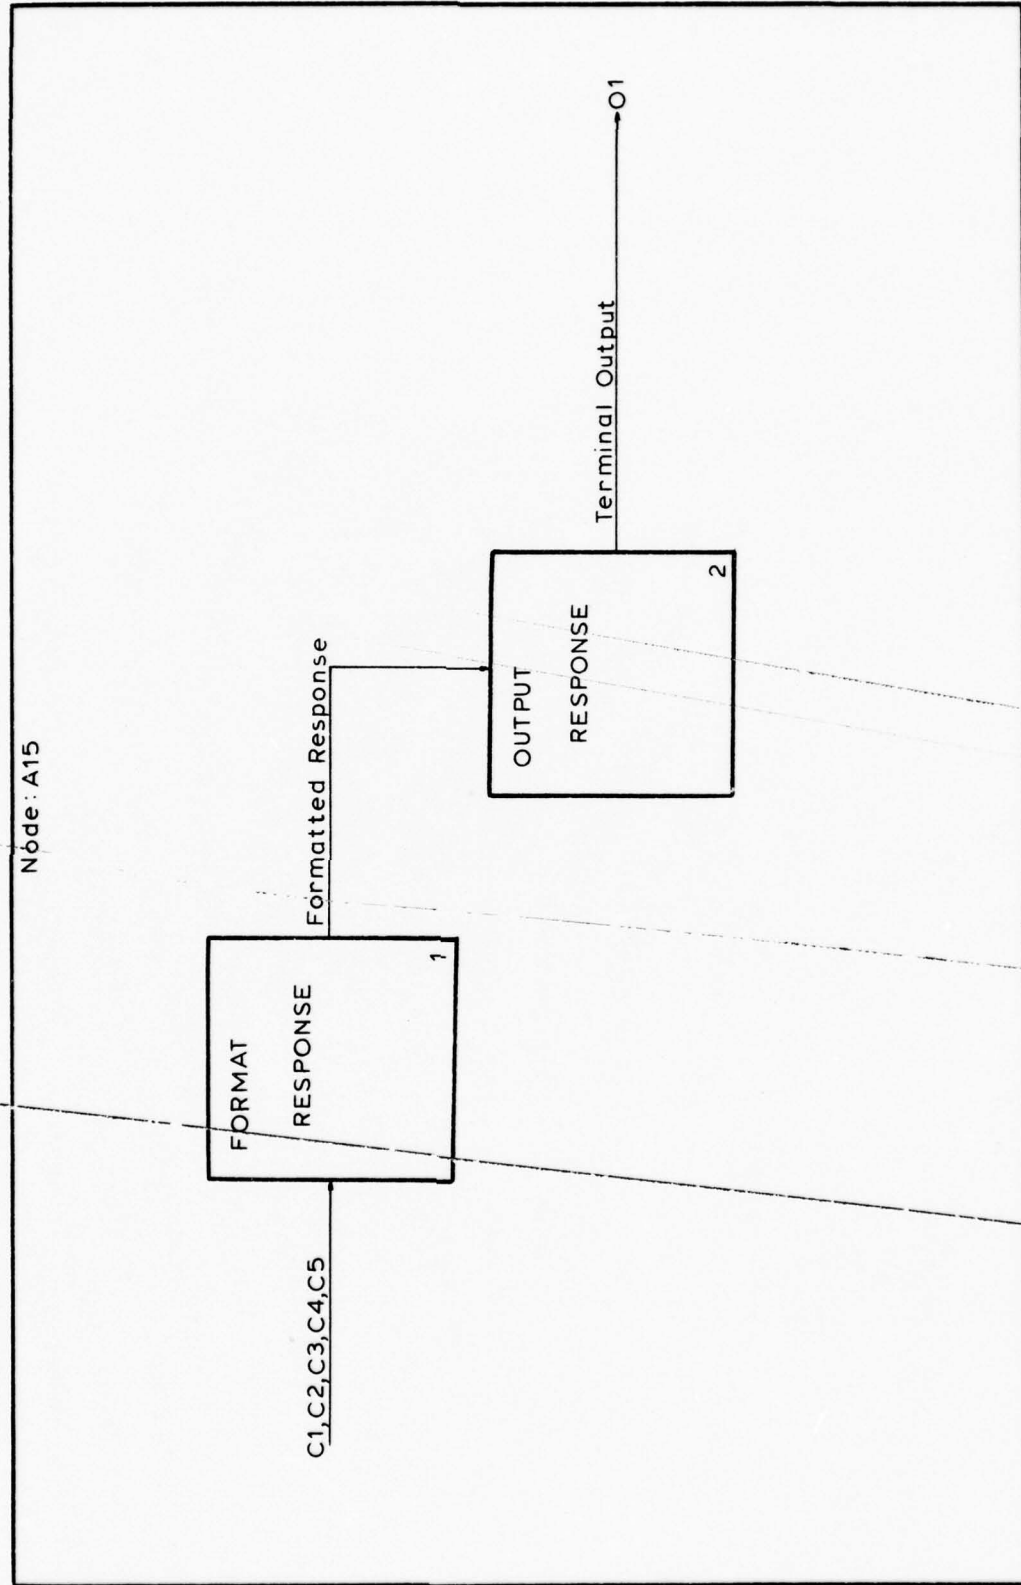 Node: A15
C1,C2,C3,C4,C5
FORMAT
RESPONSE
1
Formatted Response
OUTPUT
RESPONSE
2
Terminal Output
O1